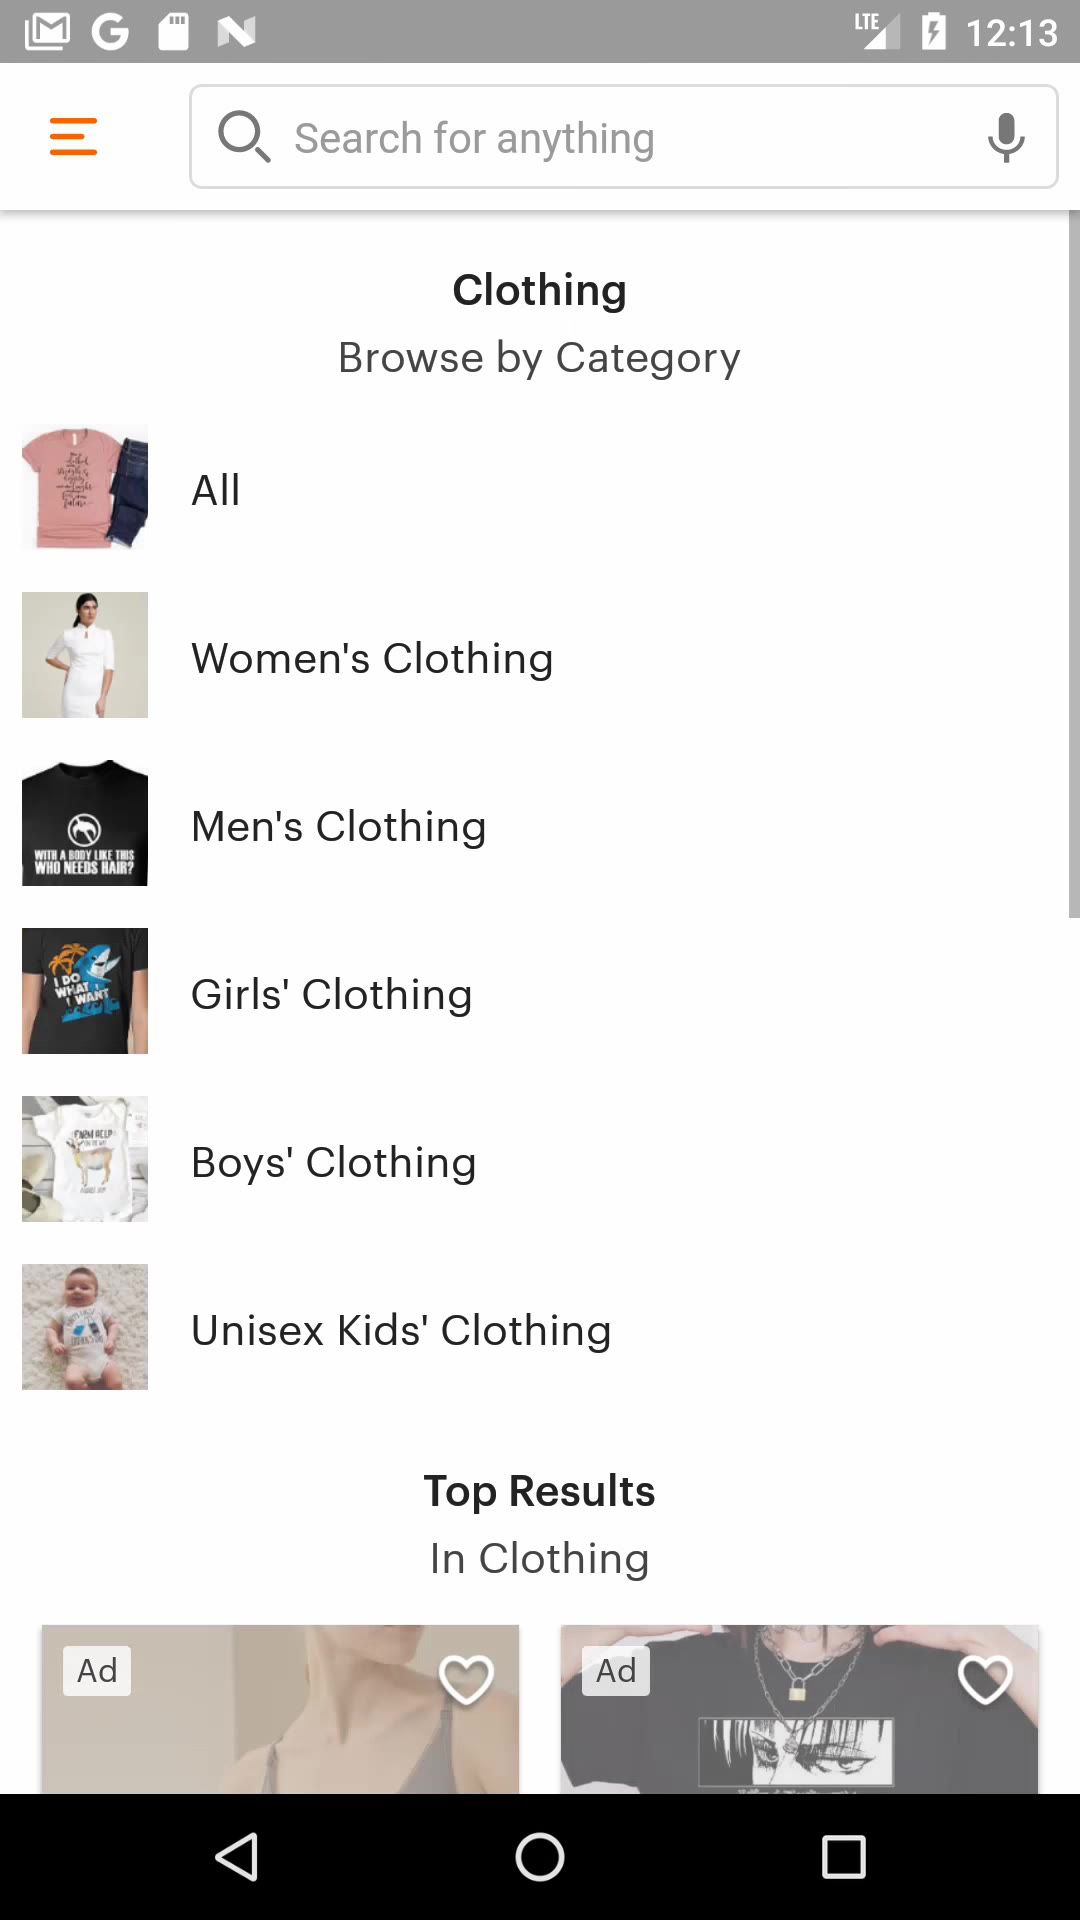 LTE 12:13
Search for anything
Clothing
Browse by Category
All
Women's Clothing
Men's Clothing
WITH A BODY LIKE THIS
WHO NEEDS HAIR?
Girls' Clothing
I DO
WHAT I
WANT
Boys' Clothing
FARM HELP
Unisex Kids' Clothing
Top Results
In Clothing
Ad
Ad